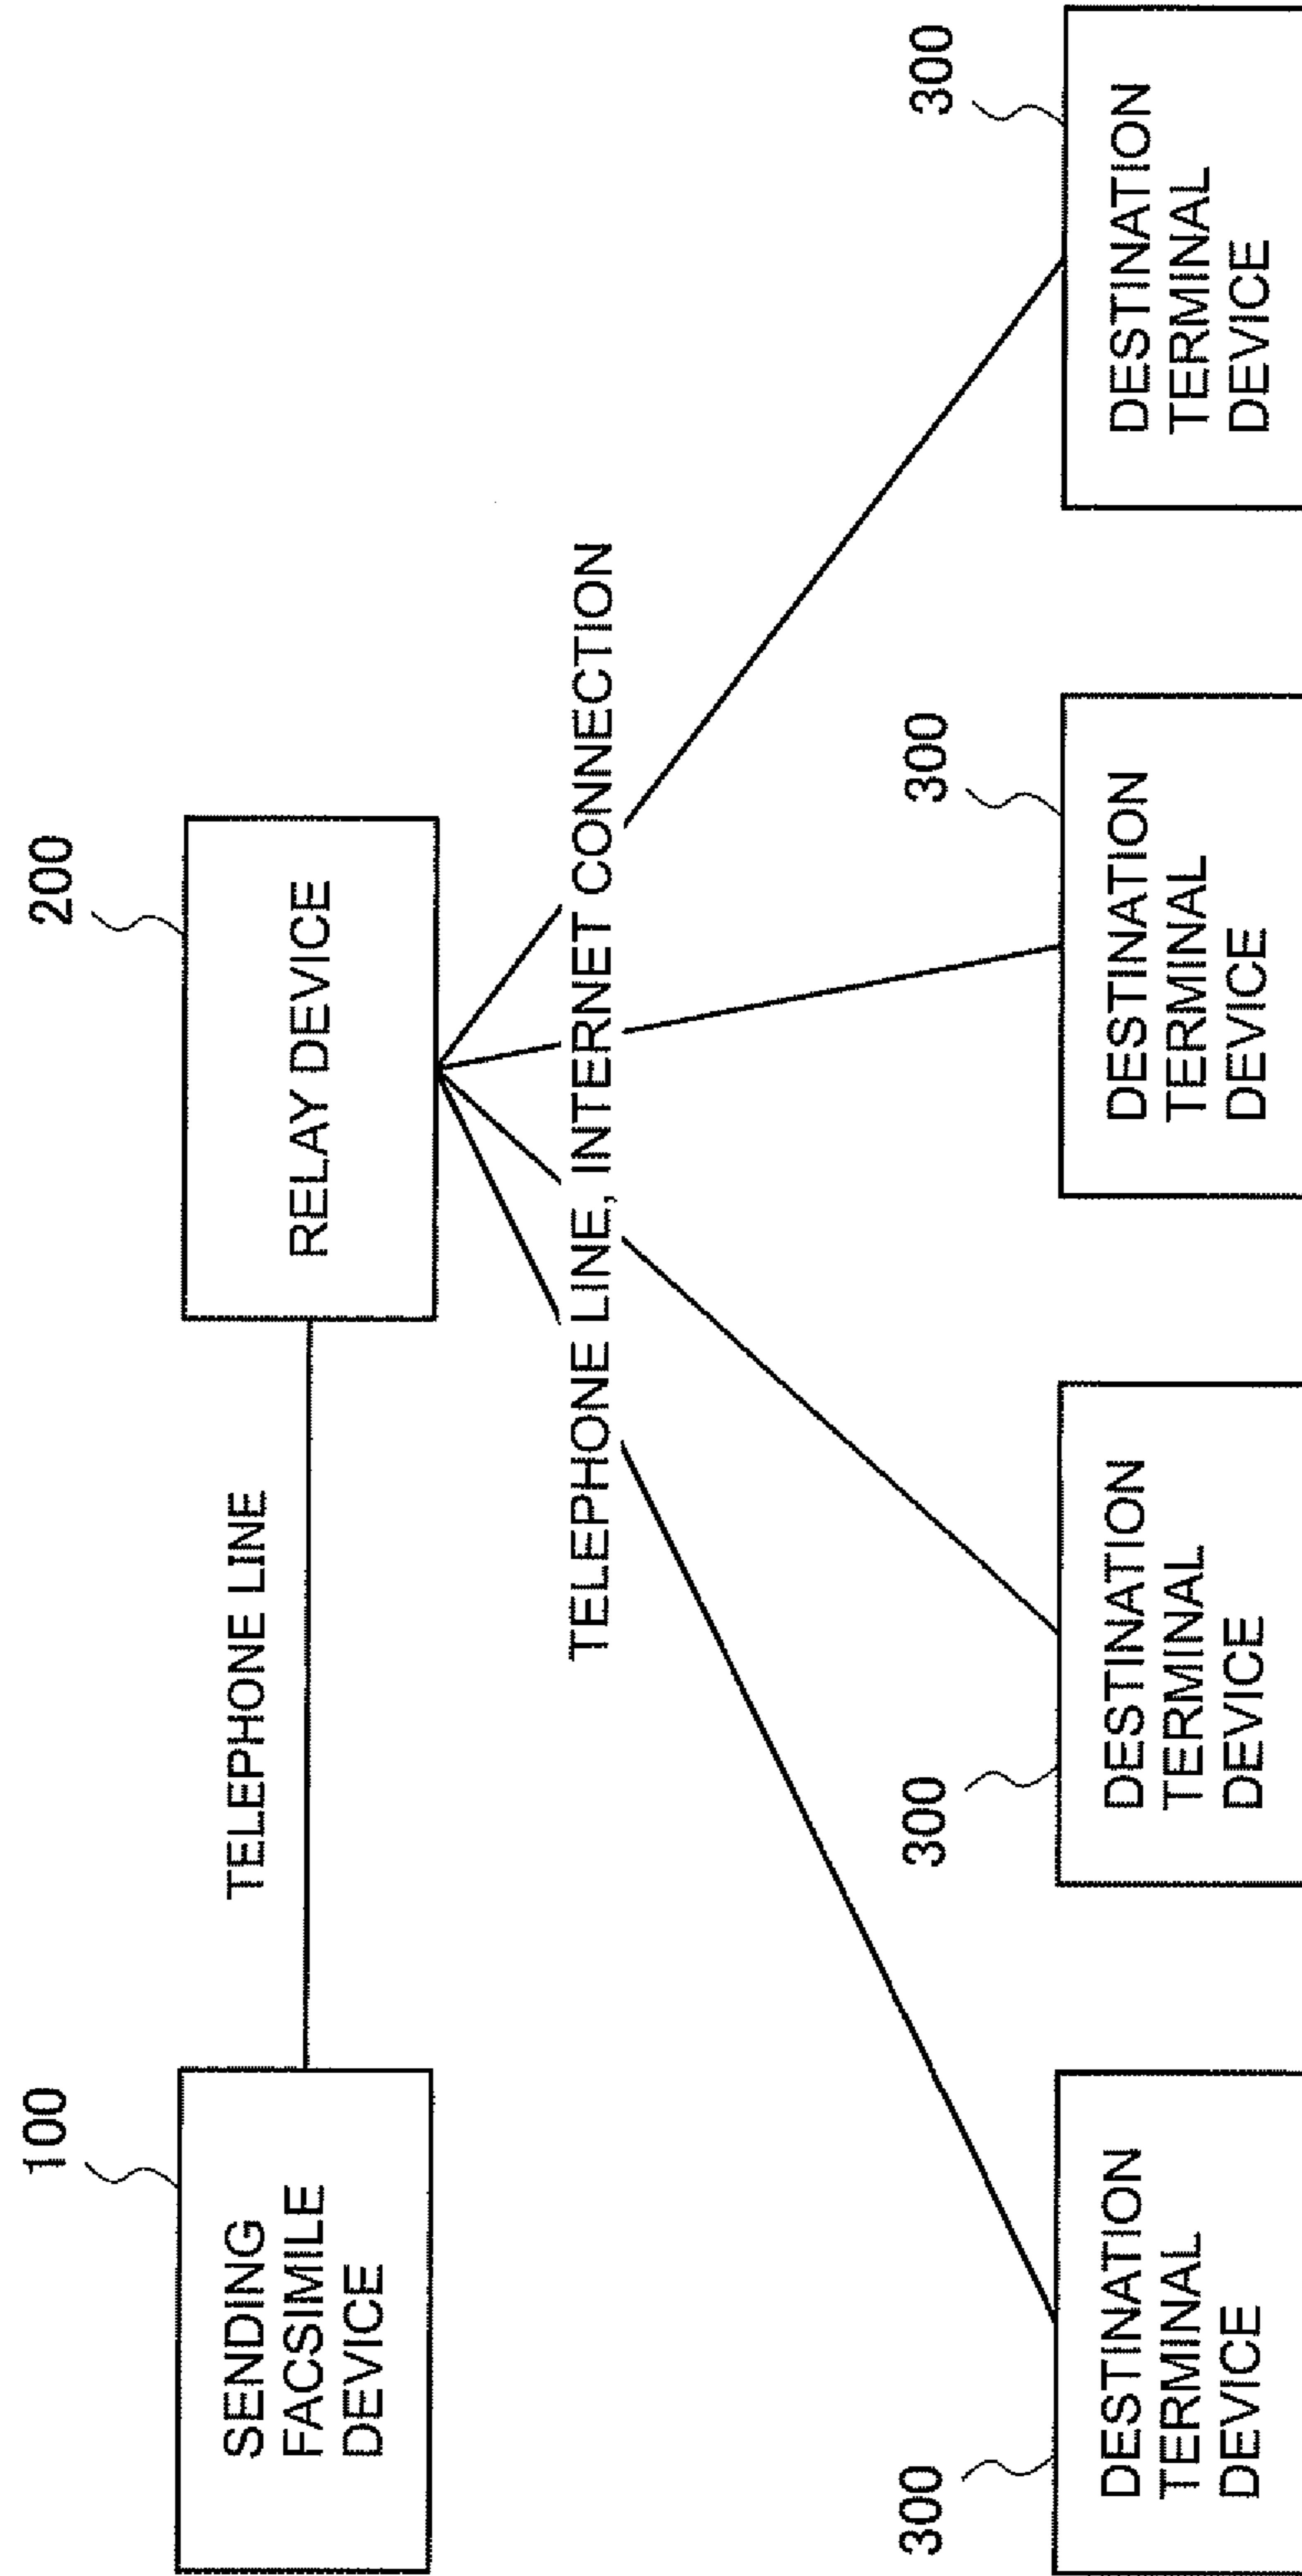 100
SENDING
FACSIMILE
DEVICE
TELEPHONE LINE
200
RELAY DEVICE
TELEPHONE LINE, INTERNET CONNECTION
300
DESTINATION
TERMINAL
DEVICE
300
DESTINATION
TERMINAL
DEVICE
300
DESTINATION
TERMINAL
DEVICE
300
DESTINATION
TERMINAL
DEVICE